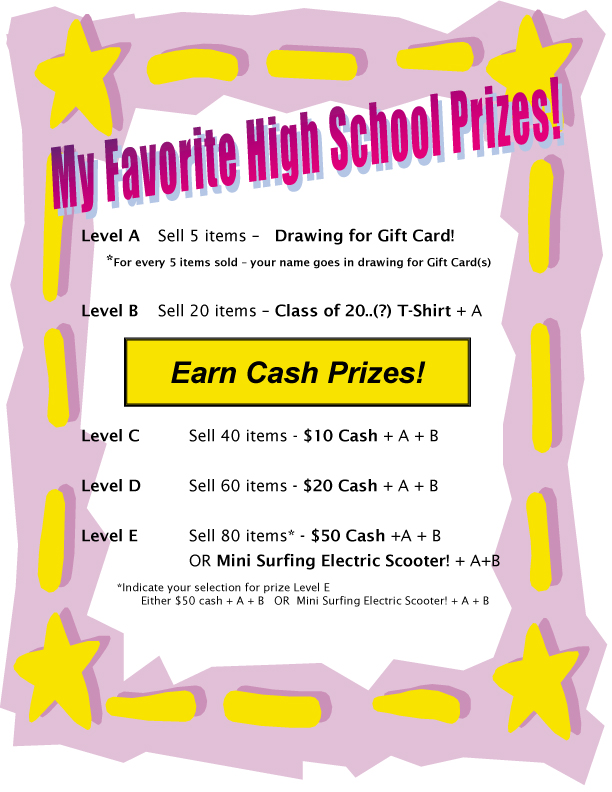 My Favorite High School Prizes!
Level A Sell 5 items – Drawing for Gift Card!
*For every 5 items sold – your name goes in drawing for Gift Card(s)
Level B Sell 20 items – Class of 20..(?) T-Shirt + A
Earn Cash Prizes!
Level C Sell 40 items - $10 Cash + A + B
Level D Sell 60 items - $20 Cash + A + B
Level E Sell 80 items* - $50 Cash +A + B
OR Mini Surfing Electric Scooter! + A+B
*Indicate your selection for prize Level E
Either $50 cash + A + B OR Mini Surfing Electric Scooter! + A + B